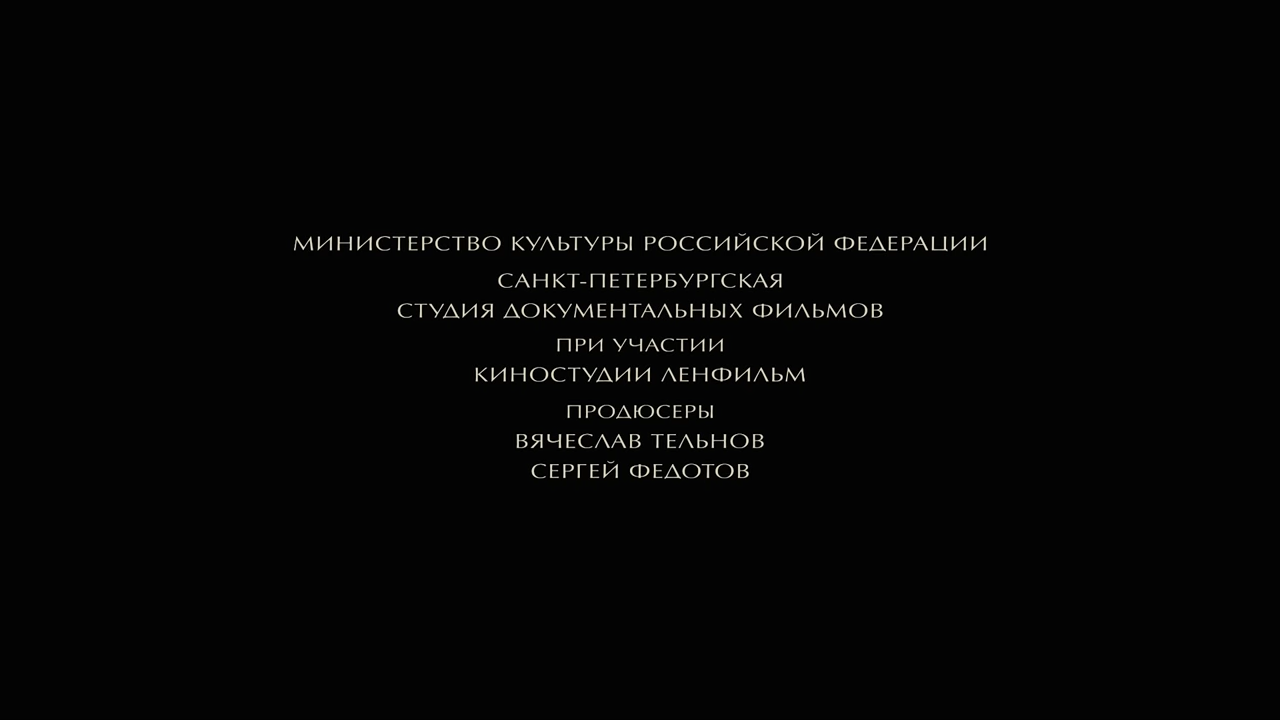 МИНИСТЕРСТВО КУЛЬТУРЫ РОССИЙСКОЙ ФЕДЕРАЦИИ
САНКТ-ПЕТЕРБУРГСКАЯ
СТУДИЯ ДОКУМЕНТАЛЬНЫХ ФИЛЬМОВ
ПРИ УЧАСТИИ
КИНОСТУДИИ ЛЕНФИЛЬМ
ПРОДЮСЕРЫ
ВЯЧЕСЛАВ ТЕЛЬНОВ
СЕРГЕЙ ФЕДОТОВ